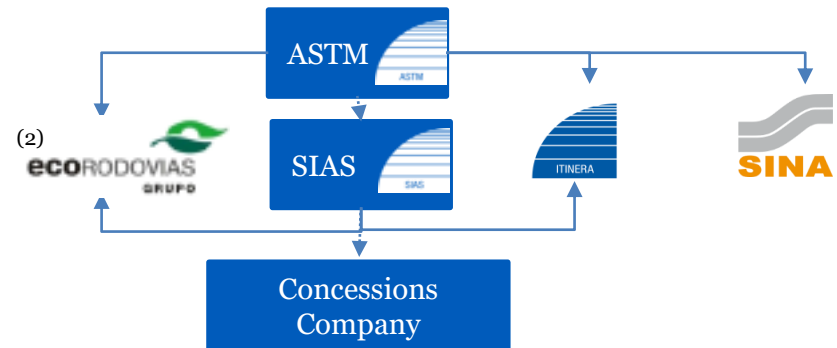 ASTM
ASTM
(2)
ecoRODOVIAS
GRUPO
SIAS
SIAS
ITINERA
SINA
Concessions
Company